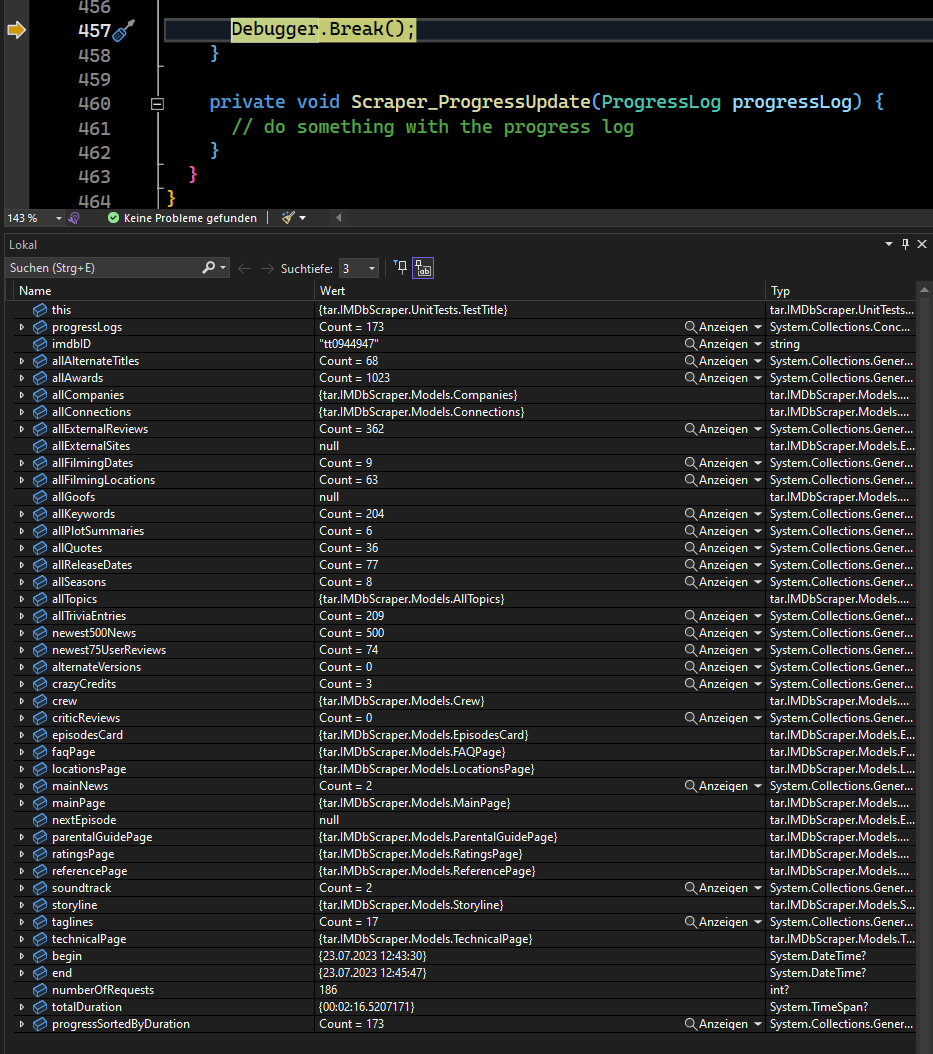 456
457 Debugger.Break();
458 }
459
460 private void Scraper_ProgressUpdate(ProgressLog progressLog) {
461 // do something with the progress log
462 }
463 }
464 }
143 % Keine Probleme gefunden
Lokal
Suchen (Strg+E) Suchtiefe: 3
Name Wert Typ
this {tar.IMDbScraper.UnitTests.TestTitle} tar.IMDbScraper.UnitTests...
progressLogs Count = 173 Anzeigen System.Collections.Conc...
imdbID "tt0944947" Anzeigen string
allAlternateTitles Count = 68 Anzeigen System.Collections.Gener...
allAwards Count = 1023 Anzeigen System.Collections.Gener...
allCompanies {tar.IMDbScraper.Models.Companies} tar.IMDbScraper.Models....
allConnections {tar.IMDbScraper.Models.Connections} tar.IMDbScraper.Models....
allExternalReviews Count = 362 Anzeigen System.Collections.Gener...
allExternalSites null tar.IMDbScraper.Models.E...
allFilmingDates Count = 9 Anzeigen System.Collections.Gener...
allFilmingLocations Count = 63 Anzeigen System.Collections.Gener...
allGoofs null tar.IMDbScraper.Models....
allKeywords Count = 204 Anzeigen System.Collections.Gener...
allPlotSummaries Count = 6 Anzeigen System.Collections.Gener...
allQuotes Count = 36 Anzeigen System.Collections.Gener...
allReleaseDates Count = 77 Anzeigen System.Collections.Gener...
allSeasons Count = 8 Anzeigen System.Collections.Gener...
allTopics {tar.IMDbScraper.Models.AllTopics} tar.IMDbScraper.Models....
allTriviaEntries Count = 209 Anzeigen System.Collections.Gener...
newest500News Count = 500 Anzeigen System.Collections.Gener...
newest75UserReviews Count = 74 Anzeigen System.Collections.Gener...
alternateVersions Count = 0 Anzeigen System.Collections.Gener...
crazyCredits Count = 3 Anzeigen System.Collections.Gener...
crew {tar.IMDbScraper.Models.Crew} tar.IMDbScraper.Models....
criticReviews Count = 0 Anzeigen System.Collections.Gener...
episodesCard {tar.IMDbScraper.Models.EpisodesCard} tar.IMDbScraper.Models.E...
faqPage {tar.IMDbScraper.Models.FAQPage} tar.IMDbScraper.Models.F...
locationsPage {tar.IMDbScraper.Models.LocationsPage} tar.IMDbScraper.Models.L...
mainNews Count = 2 Anzeigen System.Collections.Gener...
mainPage {tar.IMDbScraper.Models.MainPage} tar.IMDbScraper.Models....
nextEpisode null tar.IMDbScraper.Models.E...
parentalGuidePage {tar.IMDbScraper.Models.ParentalGuidePage} tar.IMDbScraper.Models....
ratingsPage {tar.IMDbScraper.Models.RatingsPage} tar.IMDbScraper.Models....
referencePage {tar.IMDbScraper.Models.ReferencePage} tar.IMDbScraper.Models....
soundtrack Count = 2 Anzeigen System.Collections.Gener...
storyline {tar.IMDbScraper.Models.Storyline} tar.IMDbScraper.Models.S...
taglines Count = 17 Anzeigen System.Collections.Gener...
technicalPage {tar.IMDbScraper.Models.TechnicalPage} tar.IMDbScraper.Models.T...
begin {23.07.2023 12:43:30} System.DateTime?
end {23.07.2023 12:45:47} System.DateTime?
numberOfRequests 186 int?
totalDuration {00:02:16.5207171} System.TimeSpan?
progressSortedByDuration Count = 173 Anzeigen System.Collections.Gener...